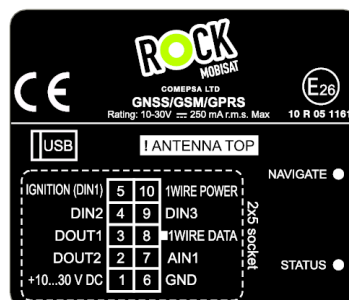 ROCK
MOBISAT
CE
COMEPSA LTD
GNSS/GSM/GPRS
Rating: 10-30V ⎓ 250 mA r.m.s. Max
E26
10 R 05 1161
USB
! ANTENNA TOP
NAVIGATE
IGNITION (DIN1) 5 10 1WIRE POWER
DIN2 4 9 DIN3
DOUT1 3 8 1WIRE DATA
DOUT2 2 7 AIN1
+10...30 V DC 1 6 GND
2x5 socket
STATUS